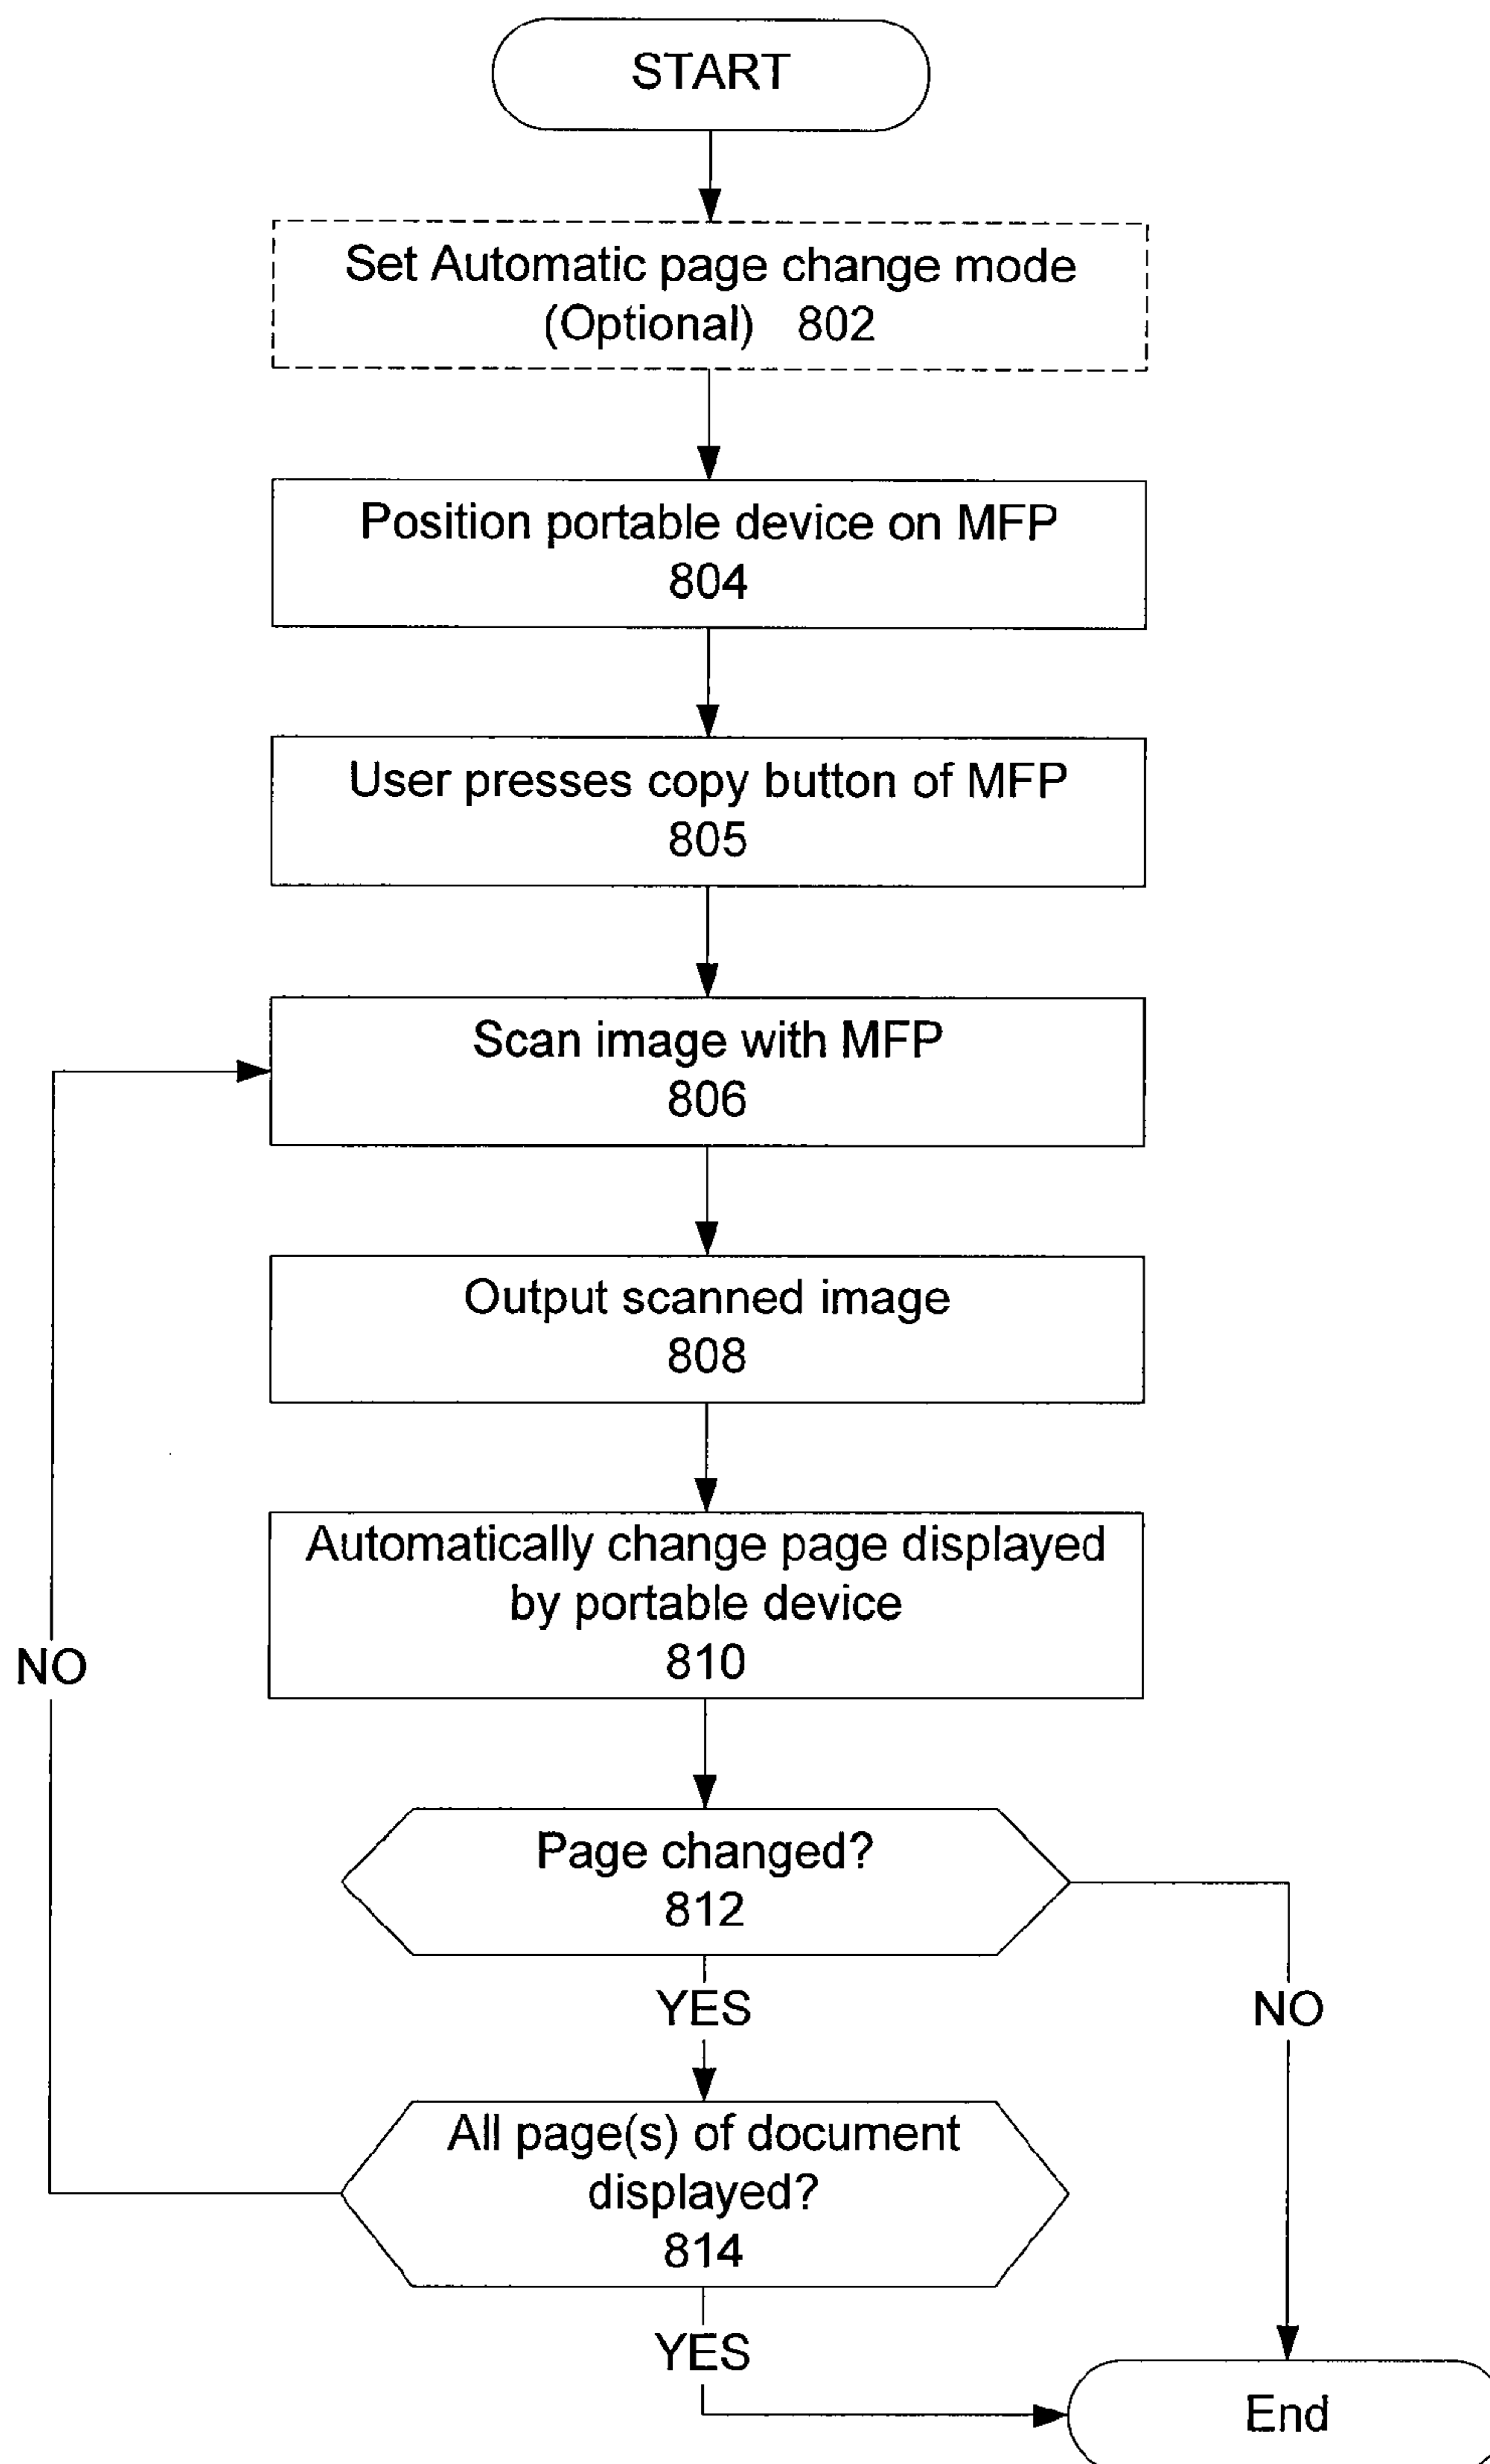 START
Set Automatic page change mode
(Optional) 802
Position portable device on MFP
804
User presses copy button of MFP
805
Scan image with MFP
806
Output scanned image
808
Automatically change page displayed
by portable device
810
NO
Page changed?
812
YES
NO
All page(s) of document
displayed?
814
YES
End